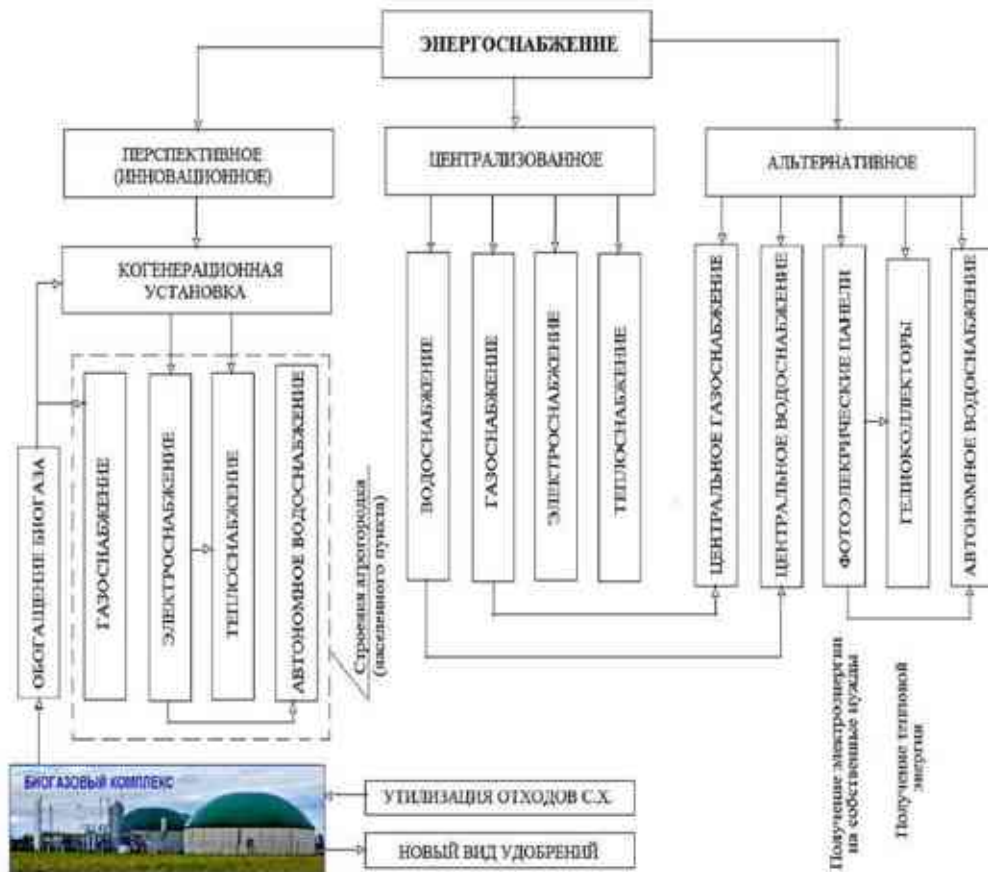 ЭНЕРГОСНАБЖЕНИЕ
ПЕРСПЕКТИВНОЕ
(ИННОВАЦИОННОЕ)
ЦЕНТРАЛИЗОВАННОЕ
АЛЬТЕРНАТИВНОЕ
КОГЕНЕРАЦИОННАЯ
УСТАНОВКА
ОБОГАЩЕНИЕ БИОГАЗА
ГАЗОСНАБЖЕНИЕ
ЭЛЕКТРОСНАБЖЕНИЕ
ТЕПЛОСНАБЖЕНИЕ
АВТОНОМНОЕ ВОДОСНАБЖЕНИЕ
Строения агрогородка
(населенного пункта)
ВОДОСНАБЖЕНИЕ
ГАЗОСНАБЖЕНИЕ
ЭЛЕКТРОСНАБЖЕНИЕ
ТЕПЛОСНАБЖЕНИЕ
ЦЕНТРАЛЬНОЕ ГАЗОСНАБЖЕНИЕ
ЦЕНТРАЛЬНОЕ ВОДОСНАБЖЕНИЕ
ФОТОЭЛЕКРИЧЕСКИЕ ПАНЕЛИ
ГЕЛИОКОЛЛЕКТОРЫ
АВТОНОМНОЕ ВОДОСНАБЖЕНИЕ
Получение электроэнергии
на собственные нужды
Получение тепловой
энергии
БИОГАЗОВЫЙ КОМПЛЕКС
УТИЛИЗАЦИЯ ОТХОДОВ С.Х.
НОВЫЙ ВИД УДОБРЕНИЙ